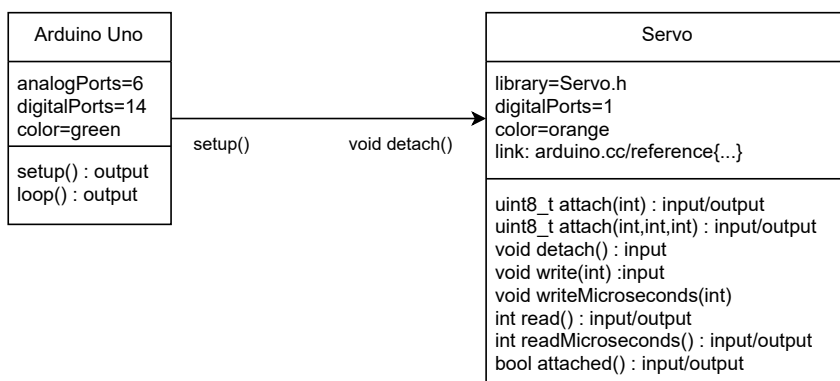 Arduino Uno
analogPorts=6
digitalPorts=14
color=green
setup() : output
loop() : output
setup()
void detach()
Servo
library=Servo.h
digitalPorts=1
color=orange
link: arduino.cc/reference{...}
uint8_t attach(int) : input/output
uint8_t attach(int,int,int) : input/output
void detach() : input
void write(int) :input
void writeMicroseconds(int)
int read() : input/output
int readMicroseconds() : input/output
bool attached() : input/output